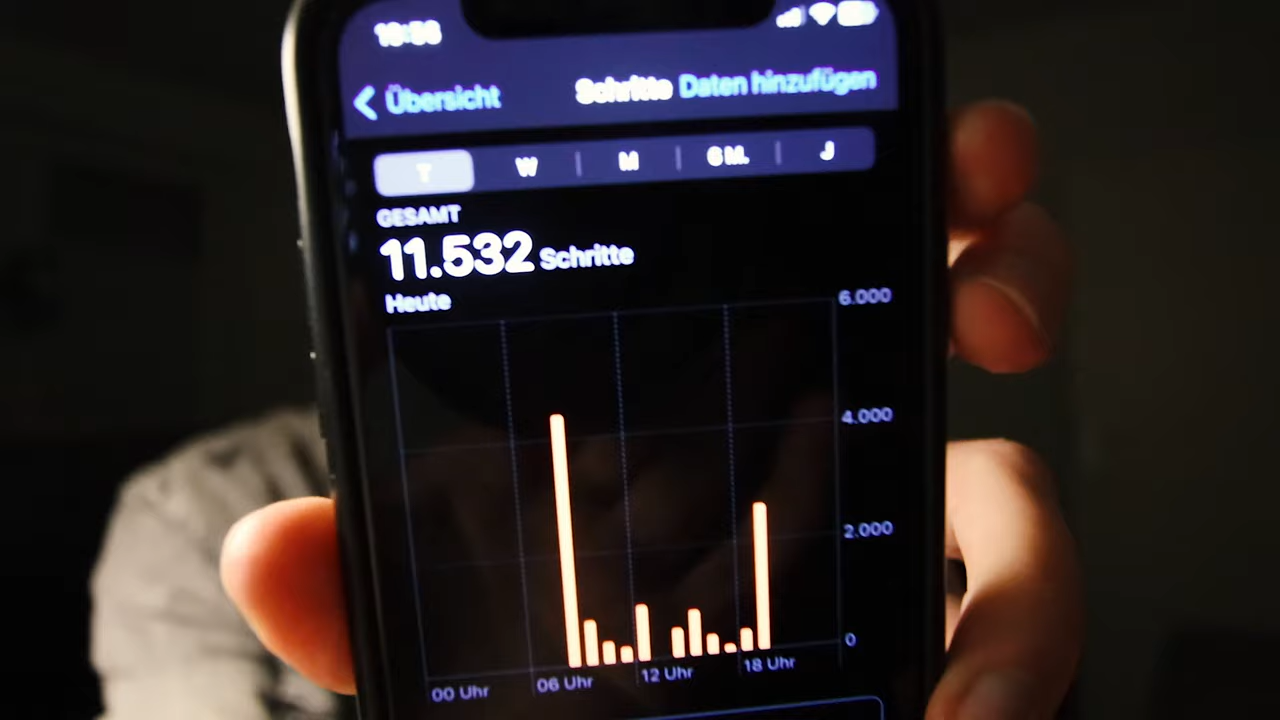 Übersicht Schritte Daten hinzufügen
T W M 6 M. J
GESAMT
11.532 Schritte
Heute
6.000
4.000
2.000
0
00 Uhr 06 Uhr 12 Uhr 18 Uhr